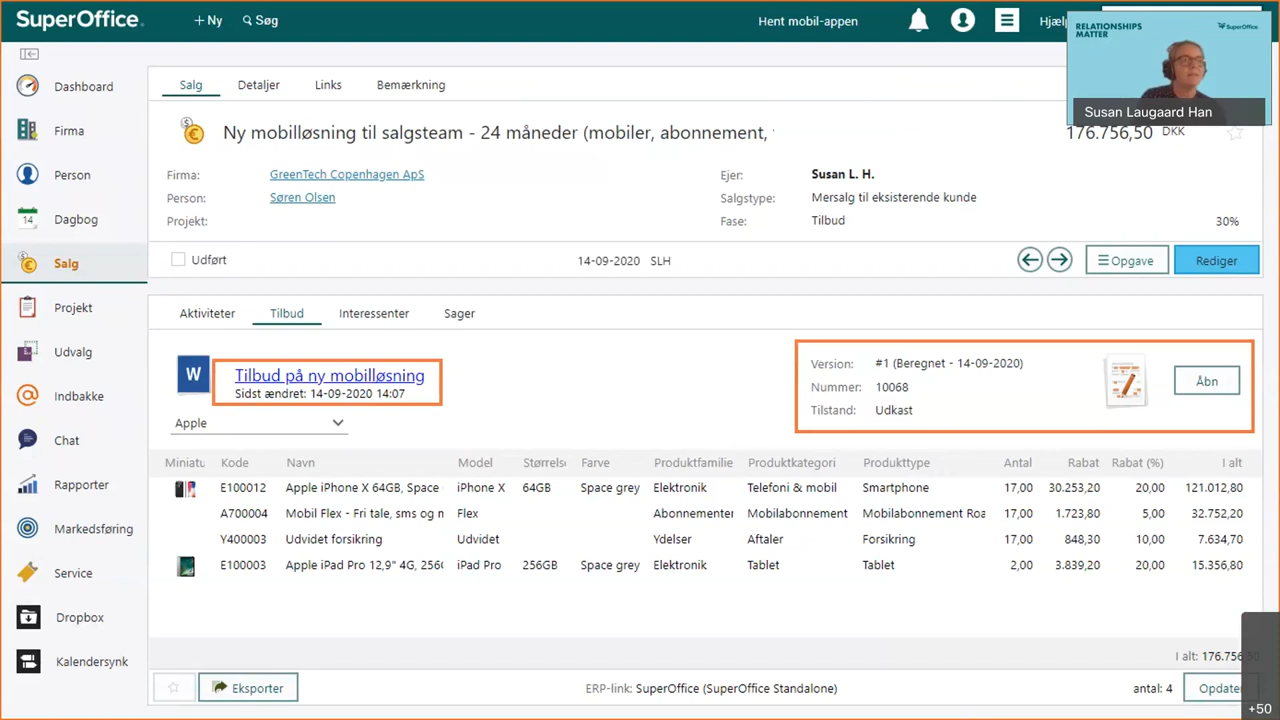 SuperOffice.
+ Ny
Søg
Hent mobil-appen
Hjælp
RELATIONSHIPS
MATTER
SuperOffice
Susan Laugaard Han
Dashboard
Firma
Person
14
Dagbog
Salg
Projekt
Udvalg
Indbakke
Chat
Rapporter
Markedsføring
Service
Dropbox
Kalendersynk
Salg
Detaljer
Links
Bemærkning
Ny mobilløsning til salgsteam - 24 måneder (mobiler, abonnement,
176.756,50 DKK
Firma: GreenTech Copenhagen ApS
Person: Søren Olsen
Projekt:
Ejer: Susan L. H.
Salgstype: Mersalg til eksisterende kunde
Fase: Tilbud 30%
Udført
14-09-2020 SLH
Opgave
Rediger
Aktiviteter
Tilbud
Interessenter
Sager
W
Tilbud på ny mobilløsning
Sidst ændret: 14-09-2020 14:07
Apple
Version: #1 (Beregnet - 14-09-2020)
Nummer: 10068
Tilstand: Udkast
Åbn
Miniatu Kode Navn Model Størrelse Farve Produktfamilie Produktkategori Produkttype Antal Rabat Rabat (%) I alt
E100012 Apple iPhone X 64GB, Space iPhone X 64GB Space grey Elektronik Telefoni & mobil Smartphone 17,00 30.253,20 20,00 121.012,80
A700004 Mobil Flex - Fri tale, sms og n Flex Abonnementer Mobilabonnement Mobilabonnement Roa 17,00 1.723,80 5,00 32.752,20
Y400003 Udvidet forsikring Udvidet Ydelser Aftaler Forsikring 17,00 848,30 10,00 7.634,70
E100003 Apple iPad Pro 12,9" 4G, 256G iPad Pro 256GB Space grey Elektronik Tablet Tablet 2,00 3.839,20 20,00 15.356,80
I alt: 176.756,50
Eksporter
ERP-link: SuperOffice (SuperOffice Standalone)
antal: 4
Opdater
+50